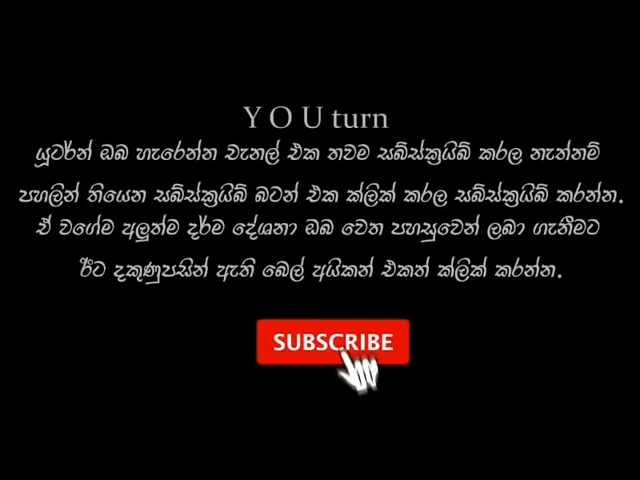 Y O U turn
යූටර්න් ඔබ හැරෙන්න චැනල් එක තවම සබ්ස්ක්‍රයිබ් කරල නැත්නම්
පහලින් තියෙන සබ්ස්ක්‍රයිබ් බටන් එක ක්ලික් කරල සබ්ස්ක්‍රයිබ් කරන්න.
ඒ වගේම අලුත්ම දර්ම දේශනා ඔබ වෙත පහසුවෙන් ලබා ගැනීමට
ඊට දකුණුපසින් ඇති බෙල් අයිකන් එකත් ක්ලික් කරන්න.
SUBSCRIBE